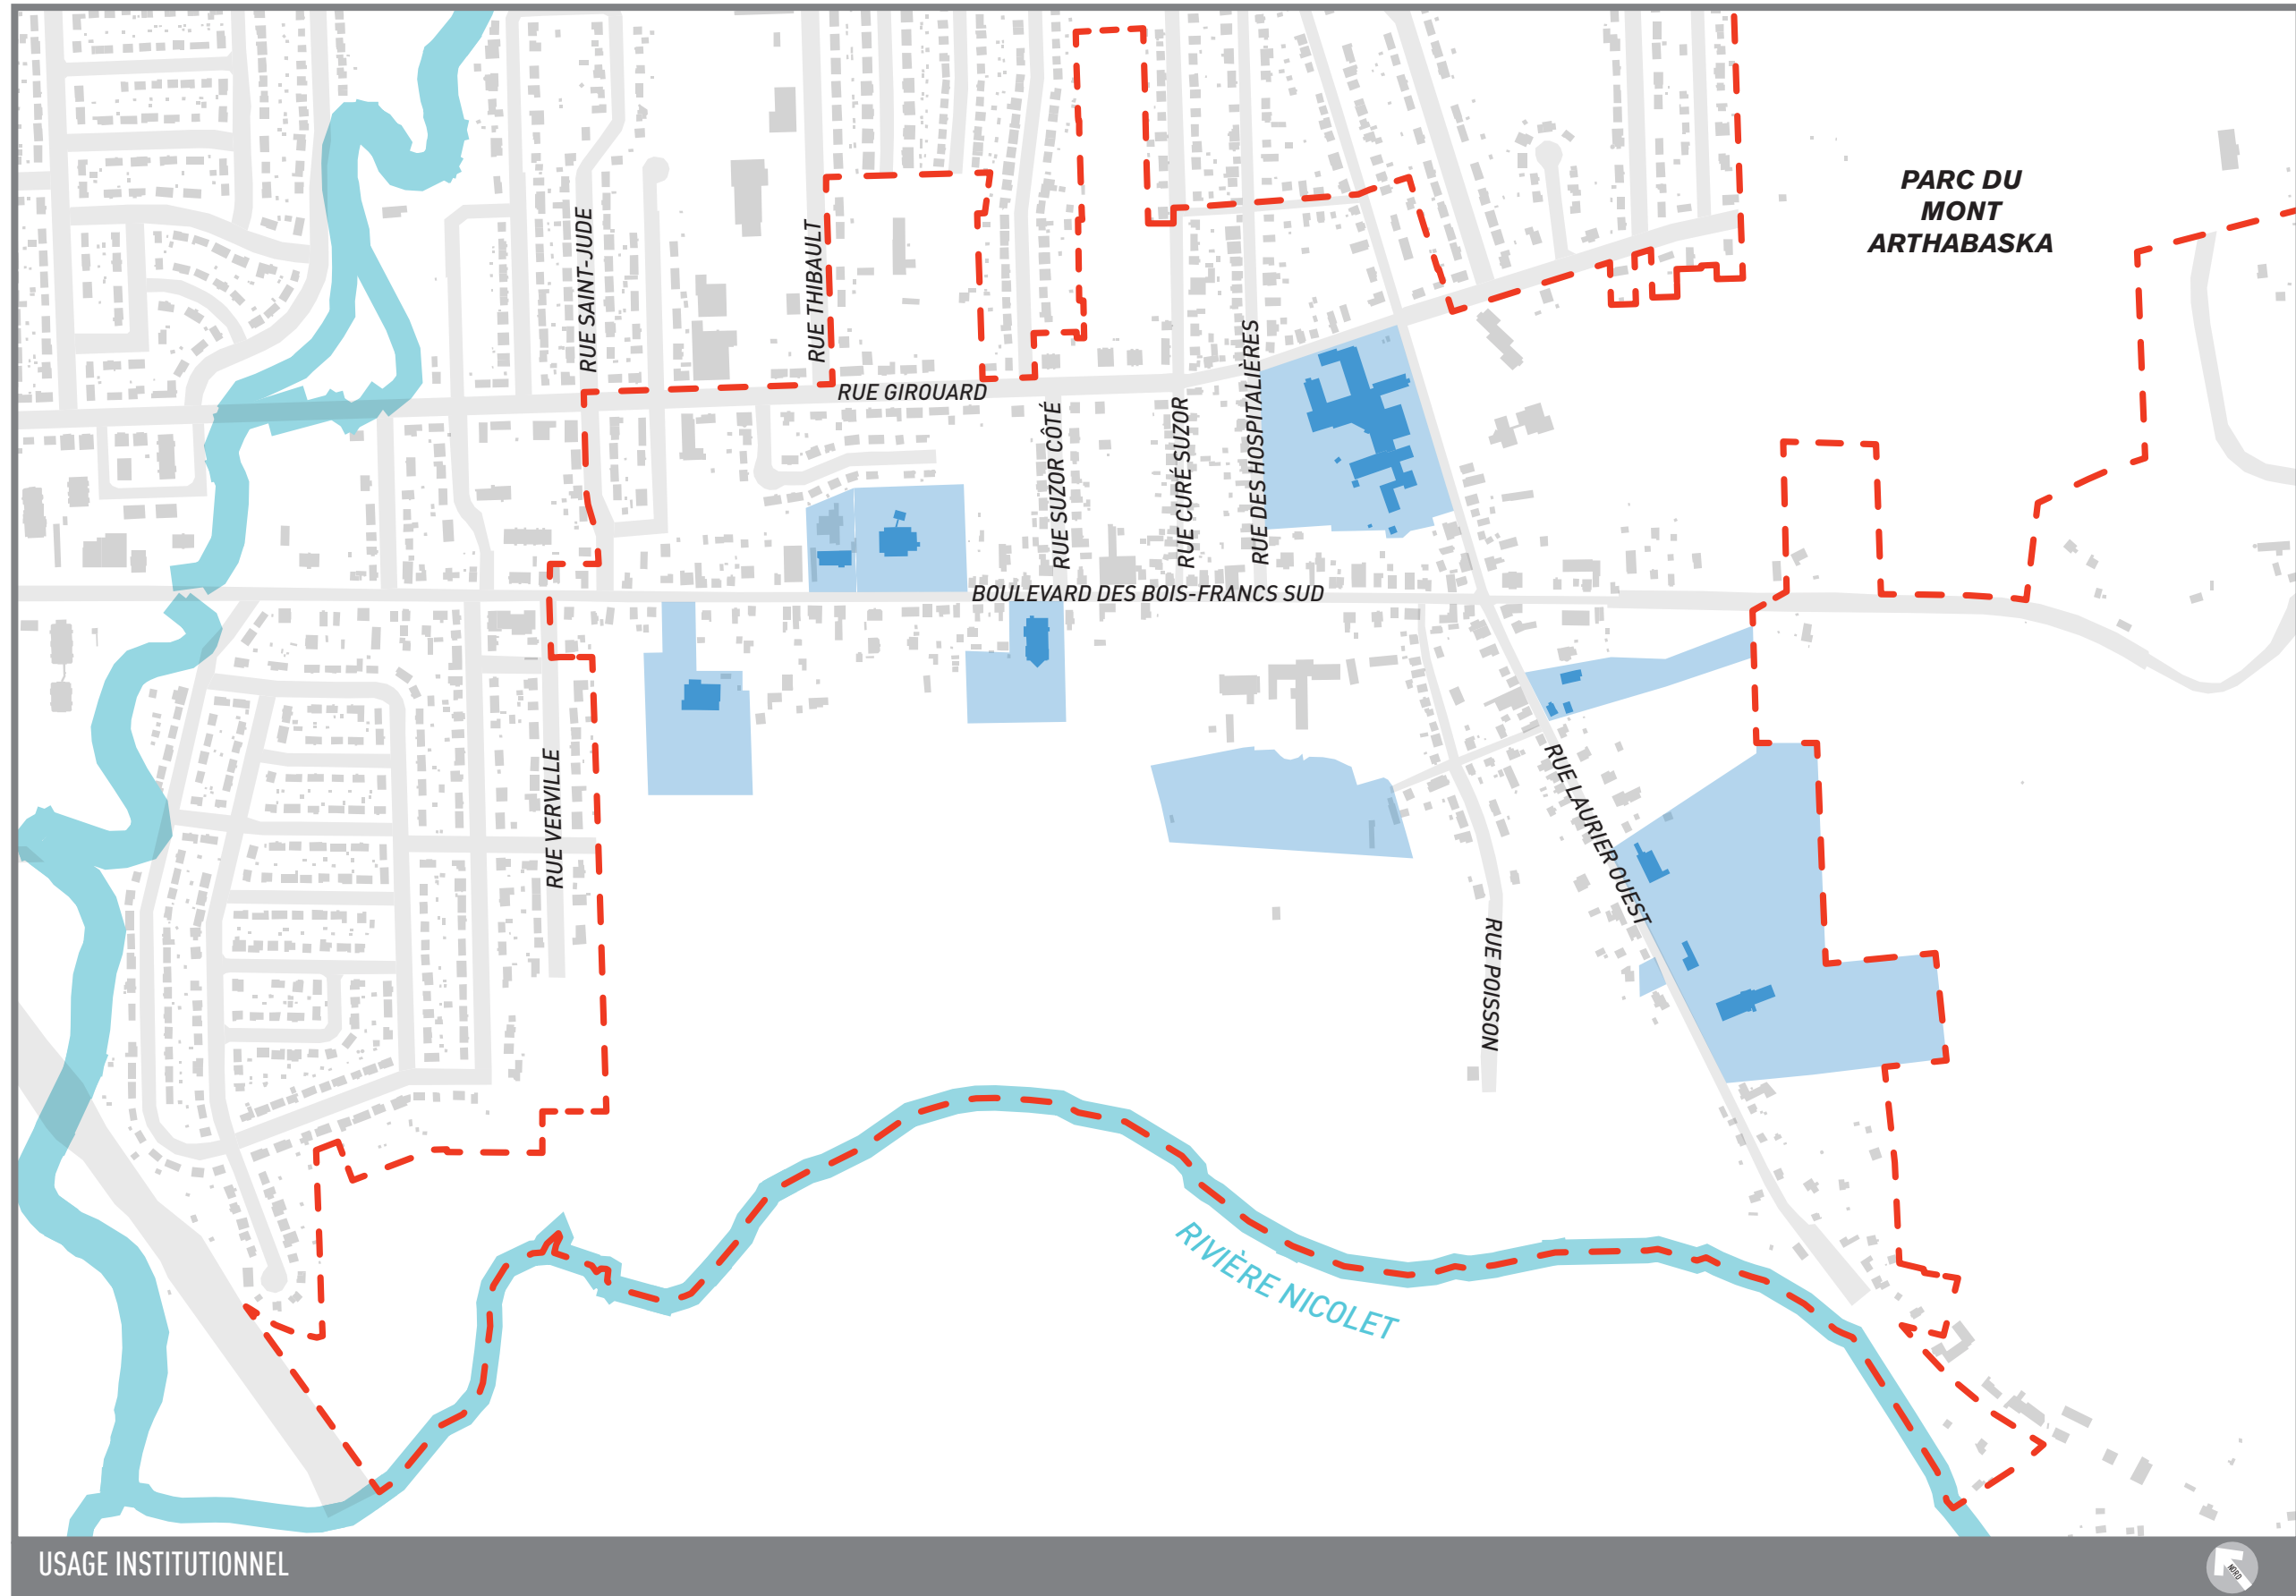 PARC DU
MONT
ARTHABASKA
RUE SAINT-JUDE
RUE THIBAULT
RUE GIROUARD
RUE SUZOR CÔTÉ
RUE CURÉ SUZOR
RUE DES HOSPITALIÈRES
BOULEVARD DES BOIS-FRANCS SUD
RUE VERVILLE
RUE LAURIER OUEST
RUE POISSON
RIVIÈRE NICOLET
USAGE INSTITUTIONNEL
NORD